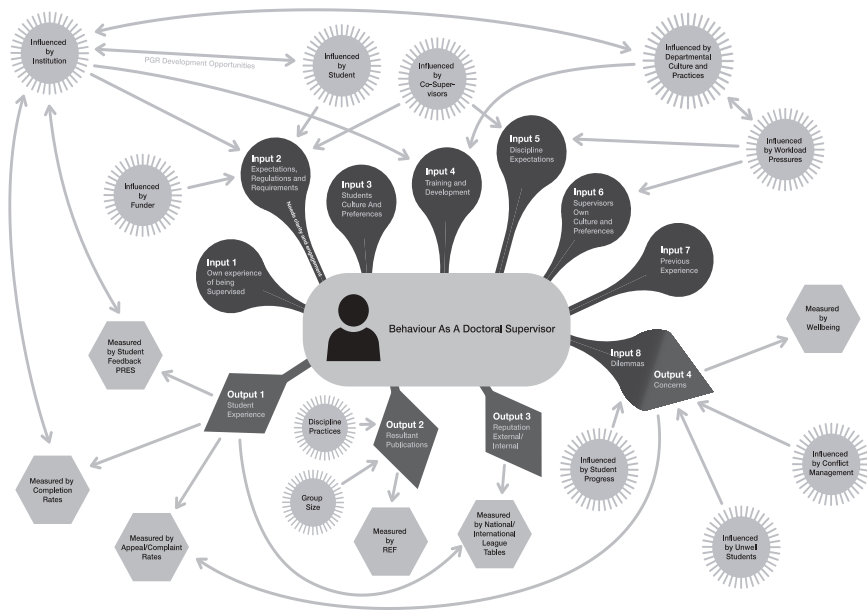 Influenced
by
Institution
PGR Development Opportunities
Influenced
by
Student
Influenced
by
Co-Super-
visors
Influenced by
Departmental
Culture and
Practices
Influenced
by Workload
Pressures
Influenced
by
Funder
Input 2
Expectations,
Regulations and
Requirements
Needs clarity and engagement
Input 3
Students
Culture And
Preferences
Input 4
Training and
Development
Input 5
Discipline
Expectations
Input 6
Supervisors
Own
Culture and
Preferences
Input 1
Own experience
of being
Supervised
Input 7
Previous
Experience
Behaviour As A Doctoral Supervisor
Input 8
Dilemmas
Output 4
Concerns
Measured
by
Wellbeing
Measured
by Student
Feedback
PRES
Output 1
Student
Experience
Discipline
Practices
Output 2
Resultant
Publications
Output 3
Reputation
External/
Internal
Influenced
by Student
Progress
Influenced
by Conflict
Management
Measured by
Completion
Rates
Group
Size
Measured by
Appeal/Complaint
Rates
Measured
by
REF
Measured
by National/
International
League
Tables
Influenced
by Unwell
Students